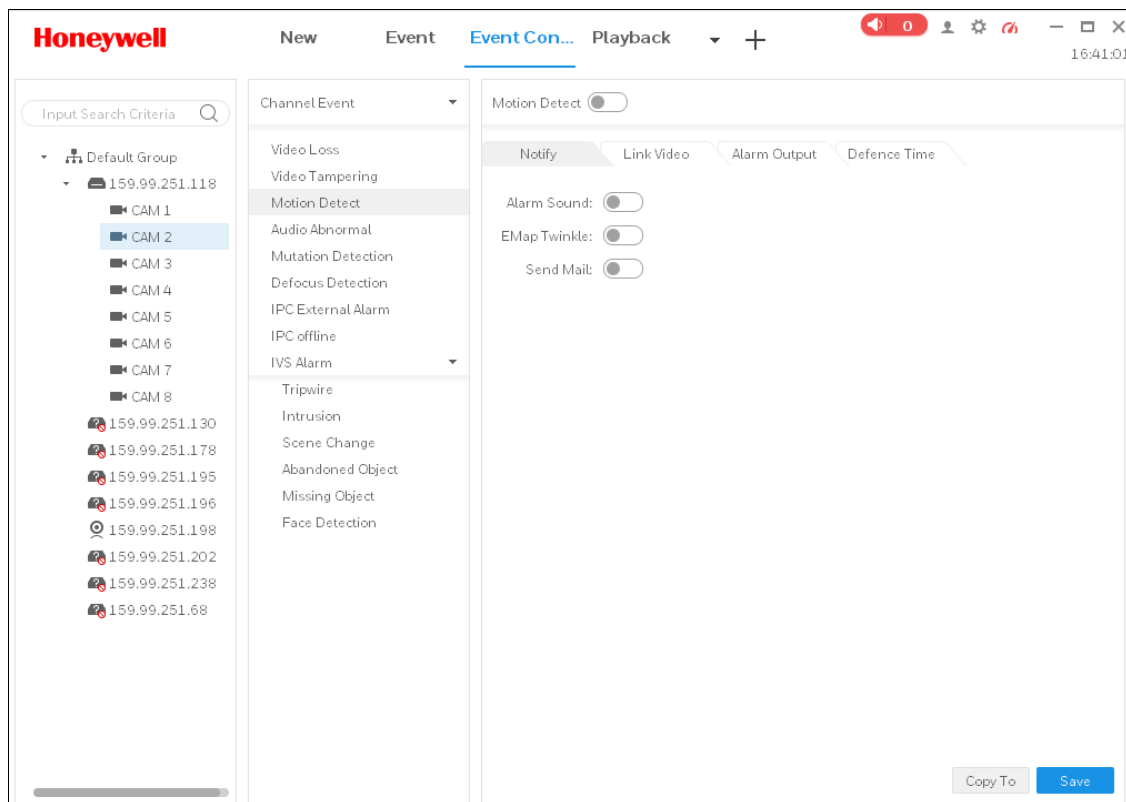 Honeywell
New
Event
Event Con...
Playback
0
16:41:01
Input Search Criteria
Default Group
159.99.251.118
CAM 1
CAM 2
CAM 3
CAM 4
CAM 5
CAM 6
CAM 7
CAM 8
159.99.251.130
159.99.251.178
159.99.251.195
159.99.251.196
159.99.251.198
159.99.251.202
159.99.251.238
159.99.251.68
Channel Event
Video Loss
Video Tampering
Motion Detect
Audio Abnormal
Mutation Detection
Defocus Detection
IPC External Alarm
IPC offline
IVS Alarm
Tripwire
Intrusion
Scene Change
Abandoned Object
Missing Object
Face Detection
Motion Detect
Notify
Link Video
Alarm Output
Defence Time
Alarm Sound:
EMap Twinkle:
Send Mail:
Copy To
Save